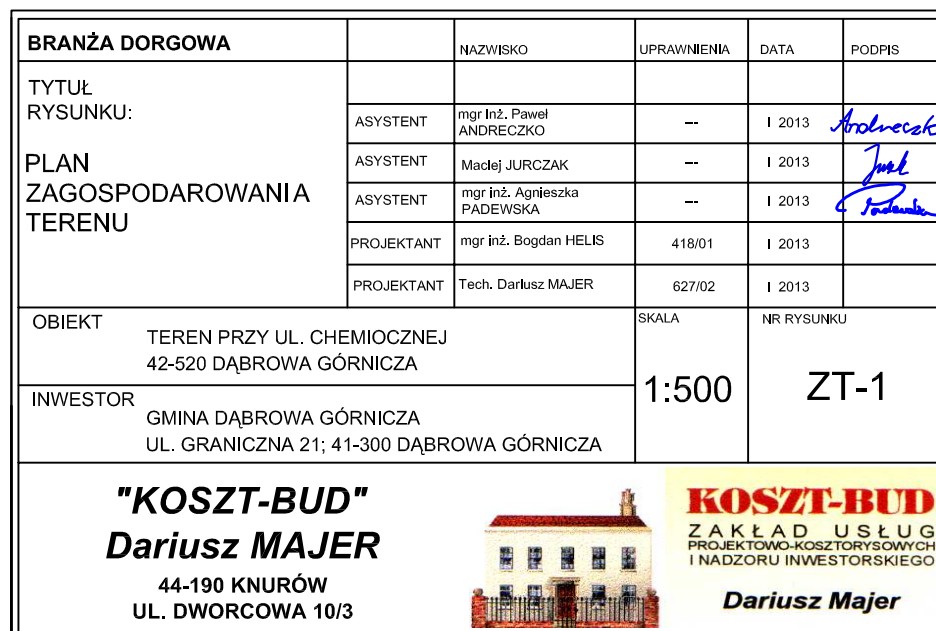 BRANŻA DORGOWA
NAZWISKO
UPRAWNIENIA
DATA
PODPIS
TYTUŁ
RYSUNKU:
PLAN
ZAGOSPODAROWANIA
TERENU
ASYSTENT
mgr inż. Paweł
ANDRECZKO
---
I 2013
Andreczk
ASYSTENT
Maciej JURCZAK
---
I 2013
ASYSTENT
mgr inż. Agnieszka
PADEWSKA
---
I 2013
Padewska
PROJEKTANT
mgr inż. Bogdan HELIS
418/01
I 2013
PROJEKTANT
Tech. Dariusz MAJER
627/02
I 2013
OBIEKT
TEREN PRZY UL. CHEMIOCZNEJ
42-520 DĄBROWA GÓRNICZA
SKALA
1:500
NR RYSUNKU
ZT-1
INWESTOR
GMINA DĄBROWA GÓRNICZA
UL. GRANICZNA 21; 41-300 DĄBROWA GÓRNICZA
"KOSZT-BUD"
Dariusz MAJER
44-190 KNURÓW
UL. DWORCOWA 10/3
KOSZT-BUD
ZAKŁAD USŁUG
PROJEKTOWO-KOSZTORYSOWYCH
I NADZORU INWESTORSKIEGO
Dariusz Majer